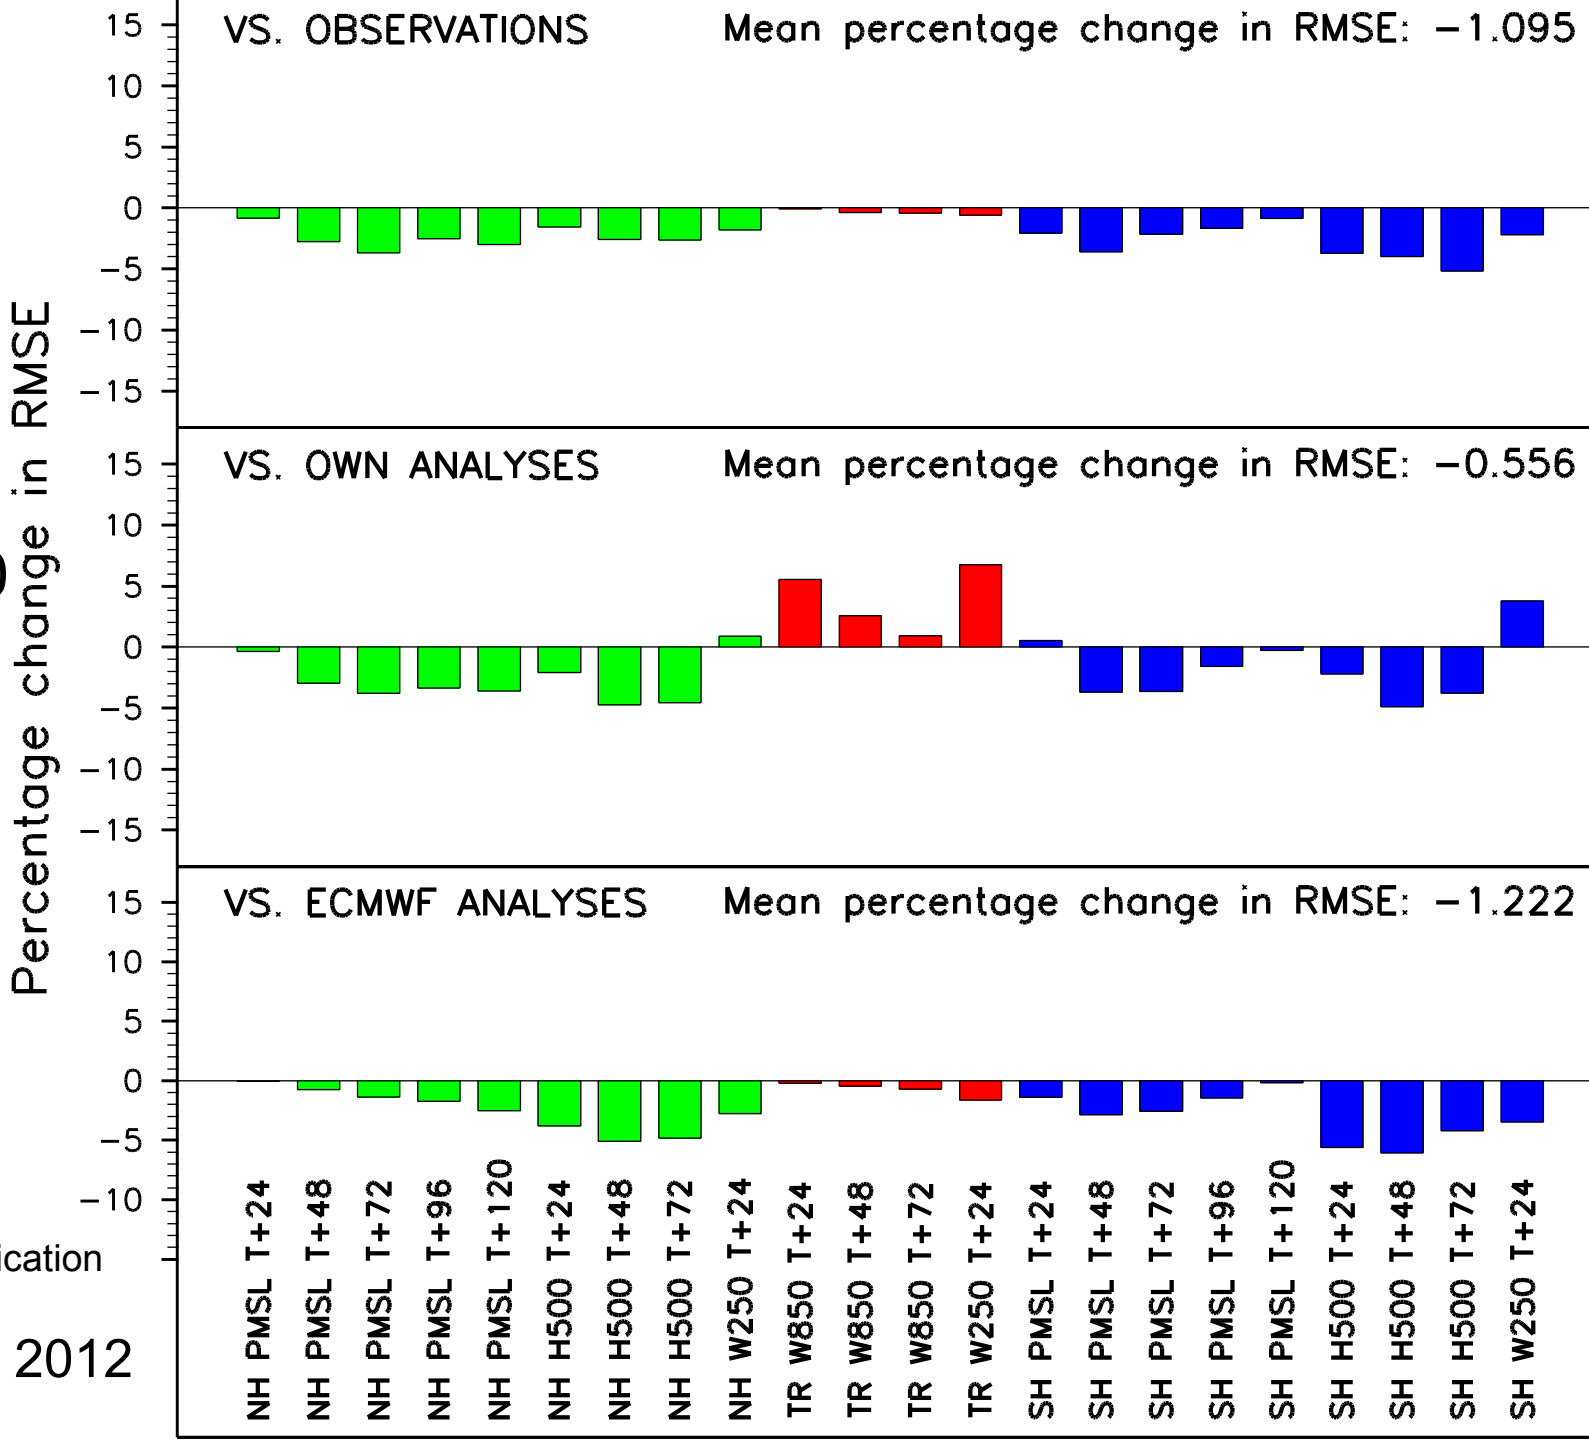 Percentage change in RMSE
VS. OBSERVATIONS Mean percentage change in RMSE: −1.095
15
10
5
0
−5
−10
−15
VS. OWN ANALYSES Mean percentage change in RMSE: −0.556
15
10
5
0
−5
−10
−15
VS. ECMWF ANALYSES Mean percentage change in RMSE: −1.222
15
10
5
0
−5
−10
NH PMSL T+24
NH PMSL T+48
NH PMSL T+72
NH PMSL T+96
NH PMSL T+120
NH H500 T+24
NH H500 T+48
NH H500 T+72
NH W250 T+24
TR W850 T+24
TR W850 T+48
TR W850 T+72
TR W250 T+24
SH PMSL T+24
SH PMSL T+48
SH PMSL T+72
SH PMSL T+96
SH PMSL T+120
SH H500 T+24
SH H500 T+48
SH H500 T+72
SH W250 T+24
ication
2012